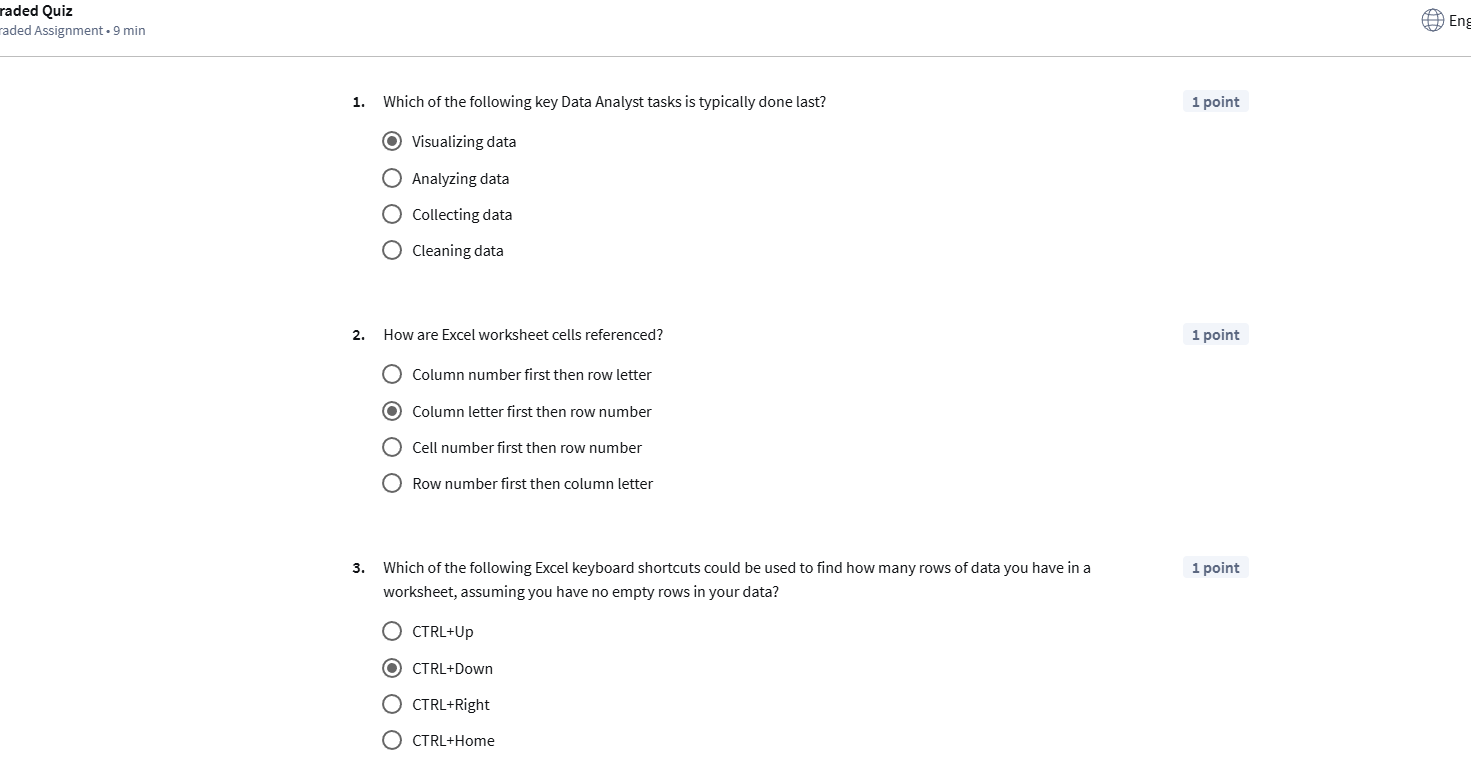 raded Quiz
raded Assignment • 9 min
Eng
1. Which of the following key Data Analyst tasks is typically done last?
1 point
Visualizing data
Analyzing data
Collecting data
Cleaning data
2. How are Excel worksheet cells referenced?
1 point
Column number first then row letter
Column letter first then row number
Cell number first then row number
Row number first then column letter
3. Which of the following Excel keyboard shortcuts could be used to find how many rows of data you have in a
worksheet, assuming you have no empty rows in your data?
1 point
CTRL+Up
CTRL+Down
CTRL+Right
CTRL+Home